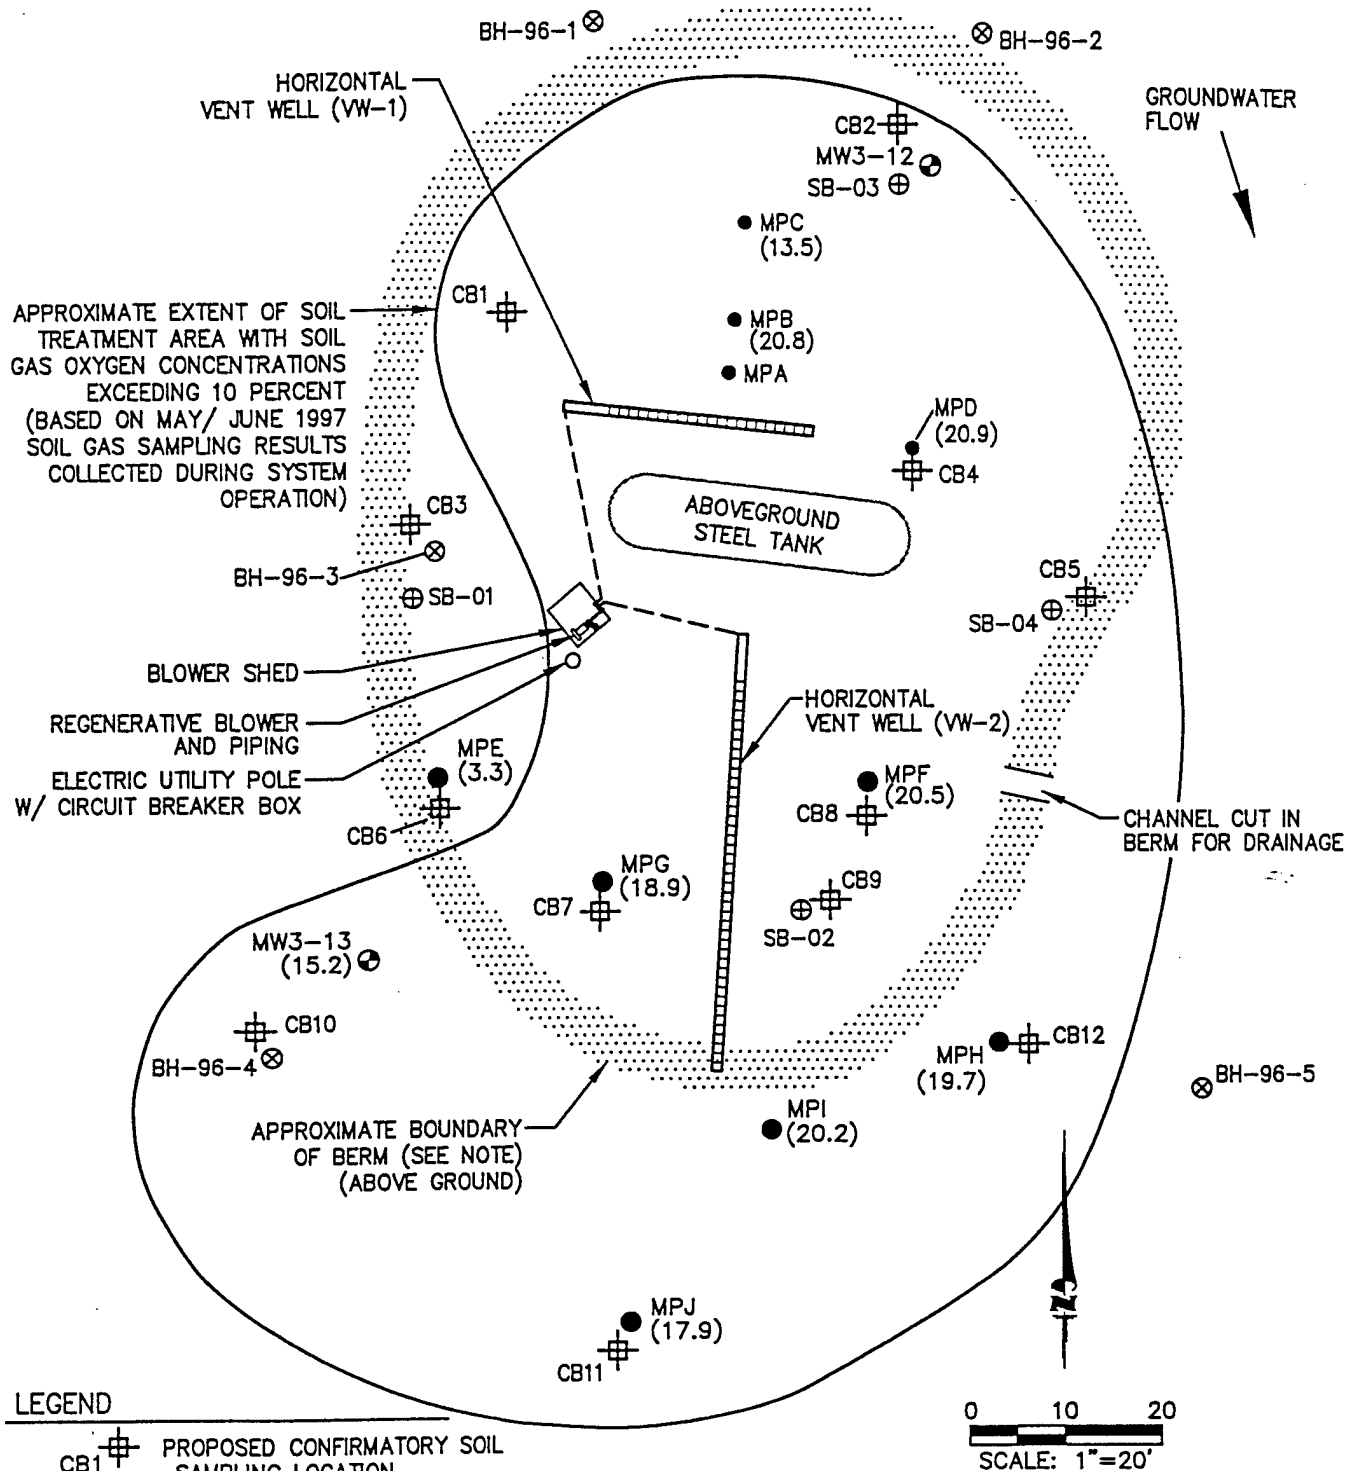 BH-96-1
BH-96-2
HORIZONTAL
VENT WELL (VW-1)
GROUNDWATER
FLOW
CB2
MW3-12
SB-03
MPC
(13.5)
CB1
APPROXIMATE EXTENT OF SOIL
TREATMENT AREA WITH SOIL
GAS OXYGEN CONCENTRATIONS
EXCEEDING 10 PERCENT
(BASED ON MAY/ JUNE 1997
SOIL GAS SAMPLING RESULTS
COLLECTED DURING SYSTEM
OPERATION)
MPB
(20.8)
MPA
MPD
(20.9)
CB4
ABOVEGROUND
STEEL TANK
CB3
BH-96-3
SB-01
CB5
SB-04
BLOWER SHED
REGENERATIVE BLOWER
AND PIPING
ELECTRIC UTILITY POLE
W/ CIRCUIT BREAKER BOX
HORIZONTAL
VENT WELL (VW-2)
MPE
(3.3)
CB6
MPF
(20.5)
CB8
CHANNEL CUT IN
BERM FOR DRAINAGE
MPG
(18.9)
CB7
CB9
SB-02
MW3-13
(15.2)
CB10
BH-96-4
MPH
(19.7)
CB12
BH-96-5
APPROXIMATE BOUNDARY
OF BERM (SEE NOTE)
(ABOVE GROUND)
MPI
(20.2)
N
MPJ
(17.9)
CB11
LEGEND
CB1 PROPOSED CONFIRMATORY SOIL
SAMPLING LOCATION
0 10 20
SCALE: 1"=20'